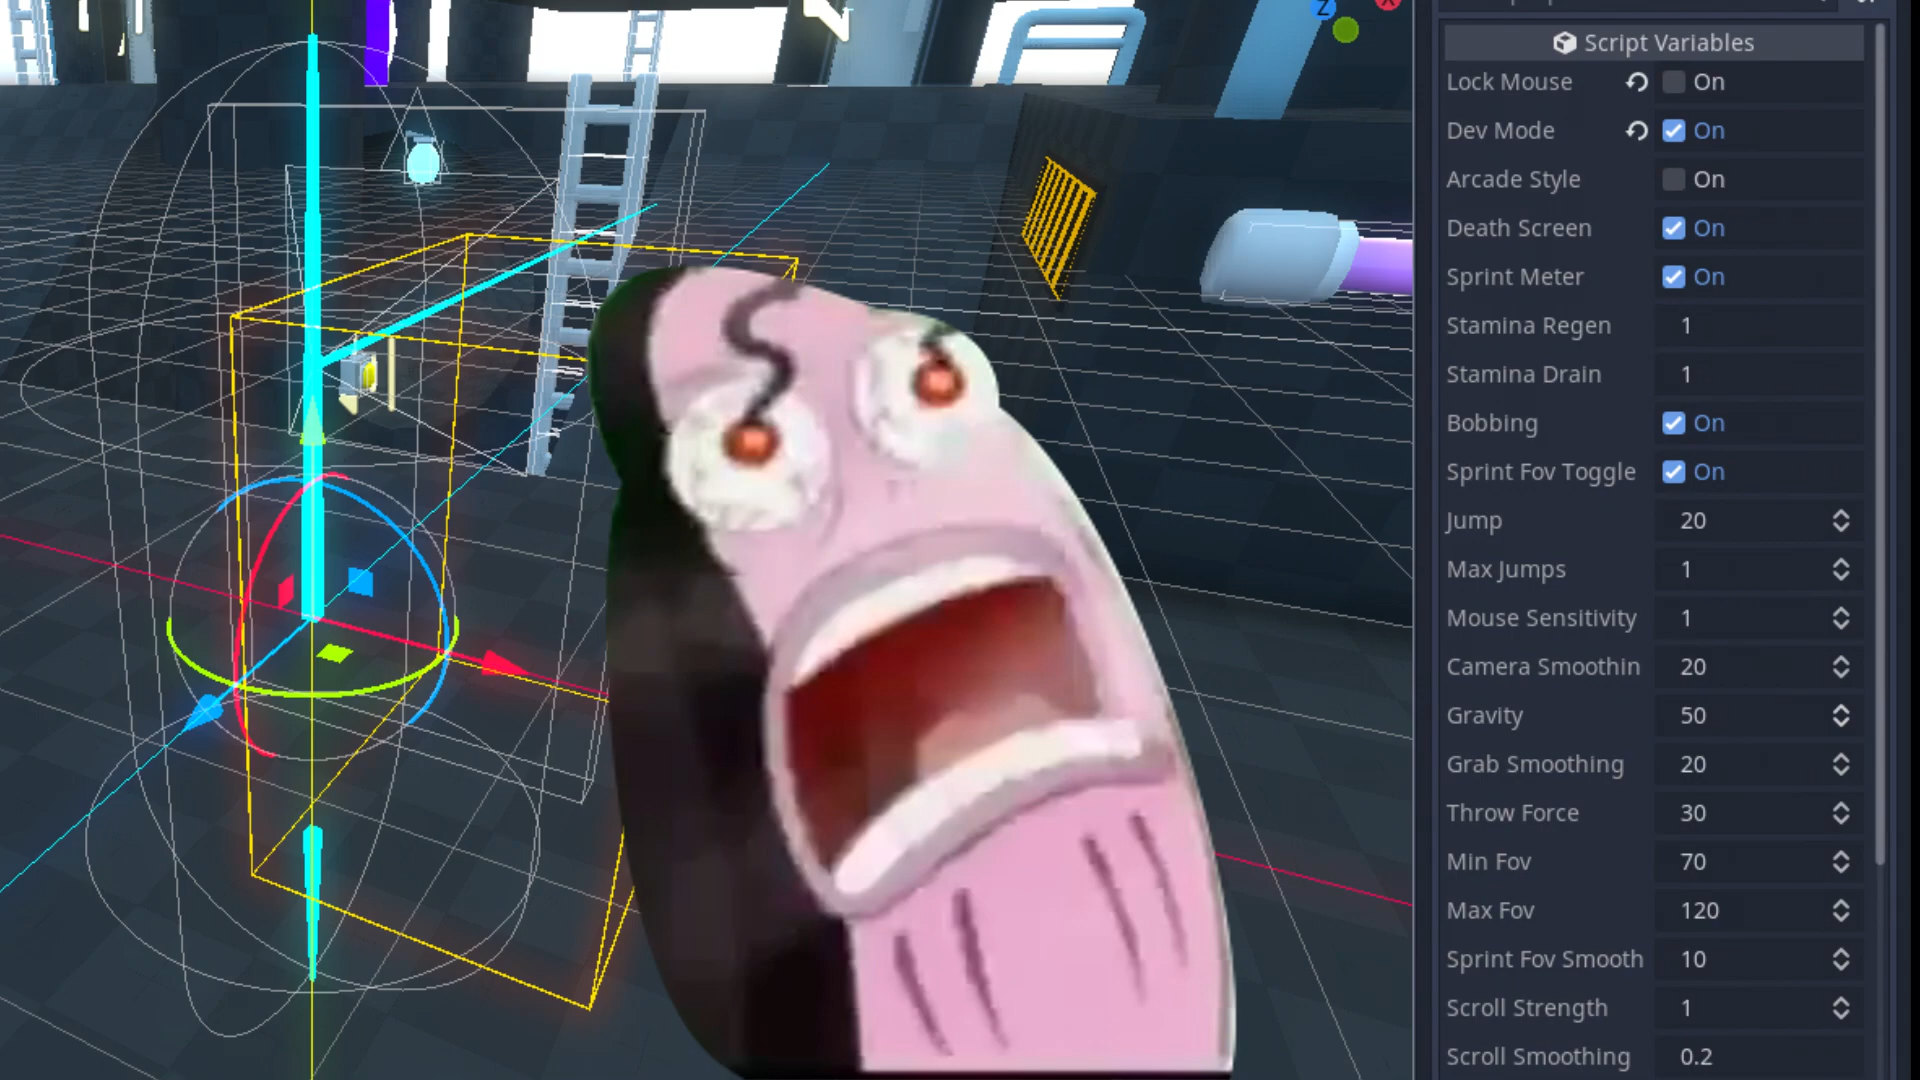 Z
X
Script Variables
Lock Mouse On
Dev Mode On
Arcade Style On
Death Screen On
Sprint Meter On
Stamina Regen 1
Stamina Drain 1
Bobbing On
Sprint Fov Toggle On
Jump 20
Max Jumps 1
Mouse Sensitivity 1
Camera Smoothin 20
Gravity 50
Grab Smoothing 20
Throw Force 30
Min Fov 70
Max Fov 120
Sprint Fov Smooth 10
Scroll Strength 1
Scroll Smoothing 0.2